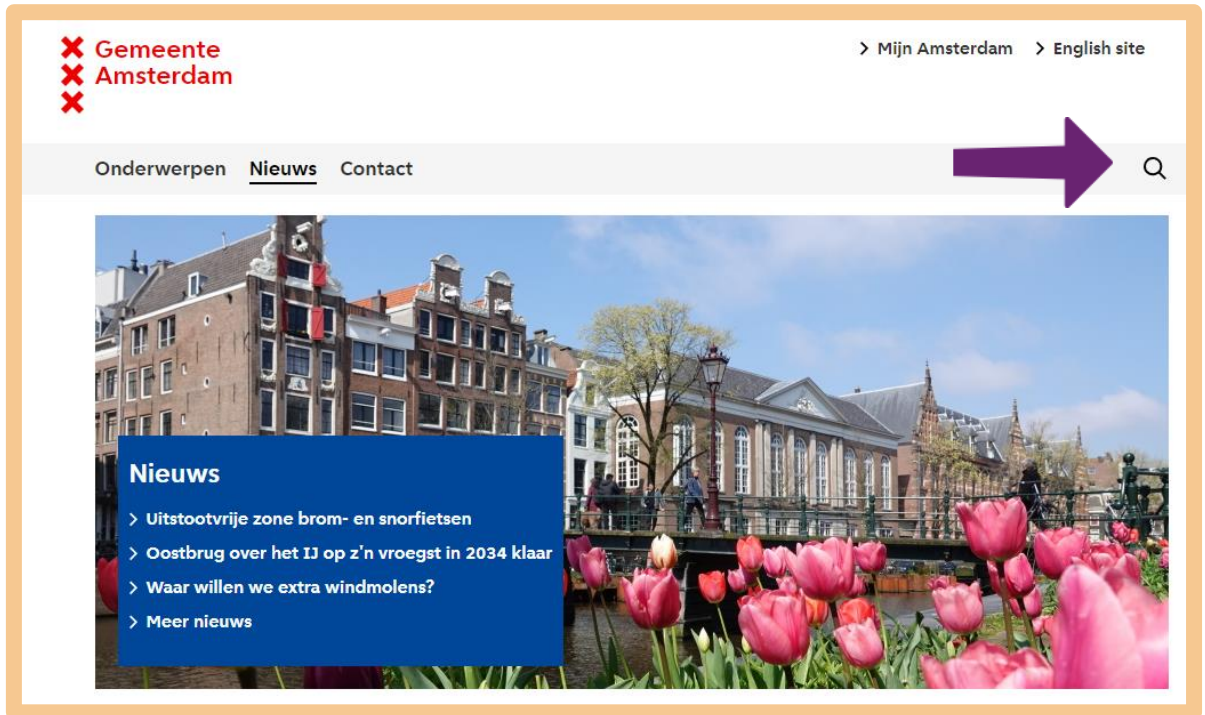 Gemeente
Amsterdam
Mijn Amsterdam
English site
Onderwerpen Nieuws Contact
Nieuws
Uitstootvrije zone brom- en snorfietsen
Oostbrug over het IJ op z'n vroegst in 2034 klaar
Waar willen we extra windmolens?
Meer nieuws